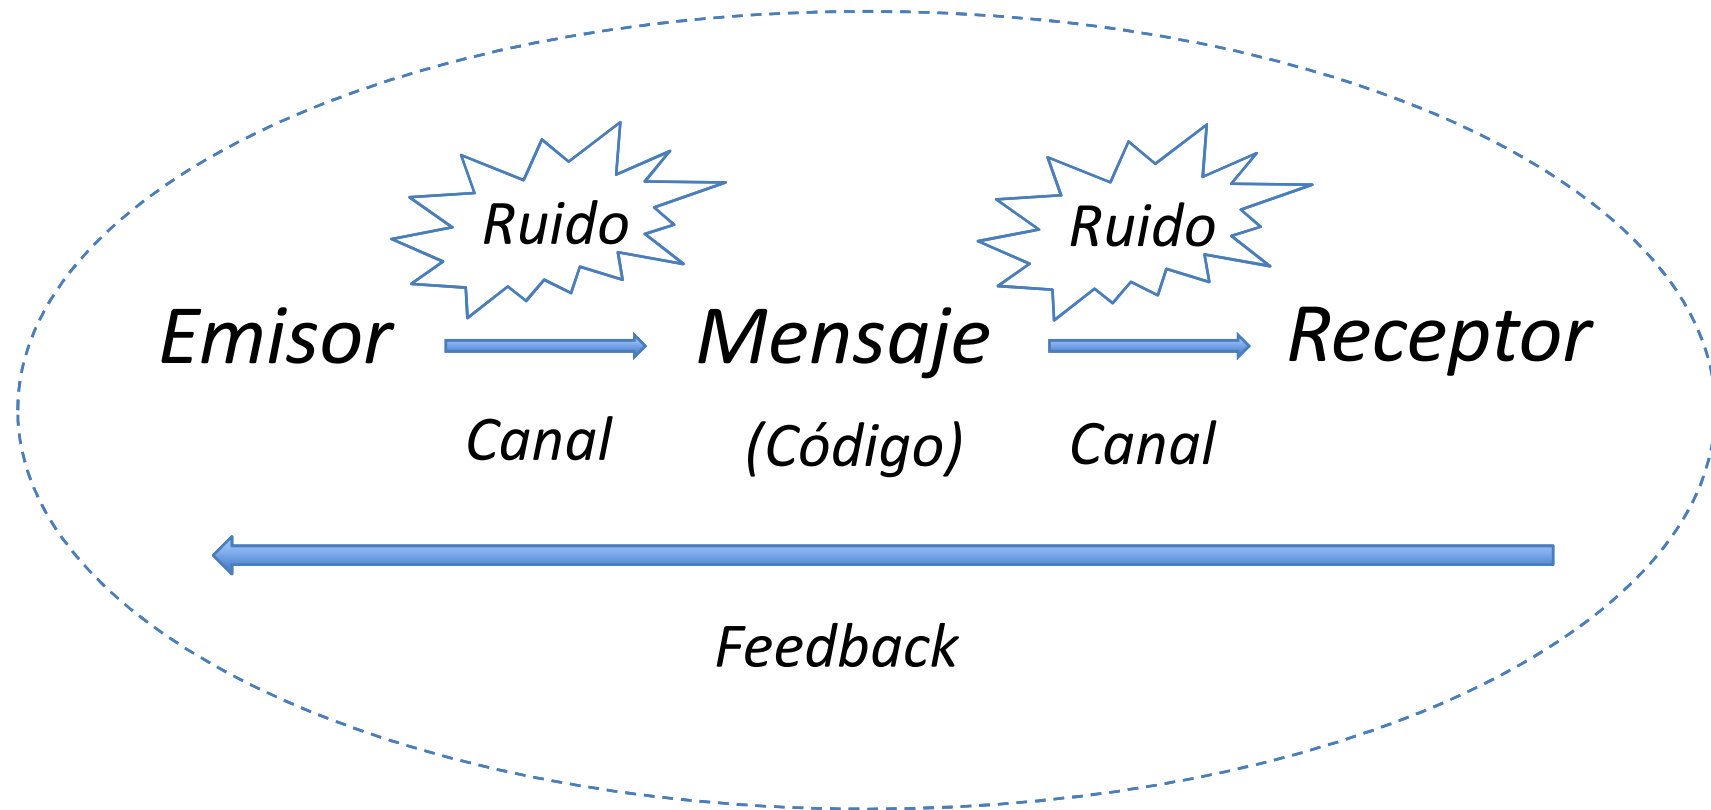 Ruido
Ruido
Emisor
Mensaje
Receptor
Canal
(Código)
Canal
Feedback